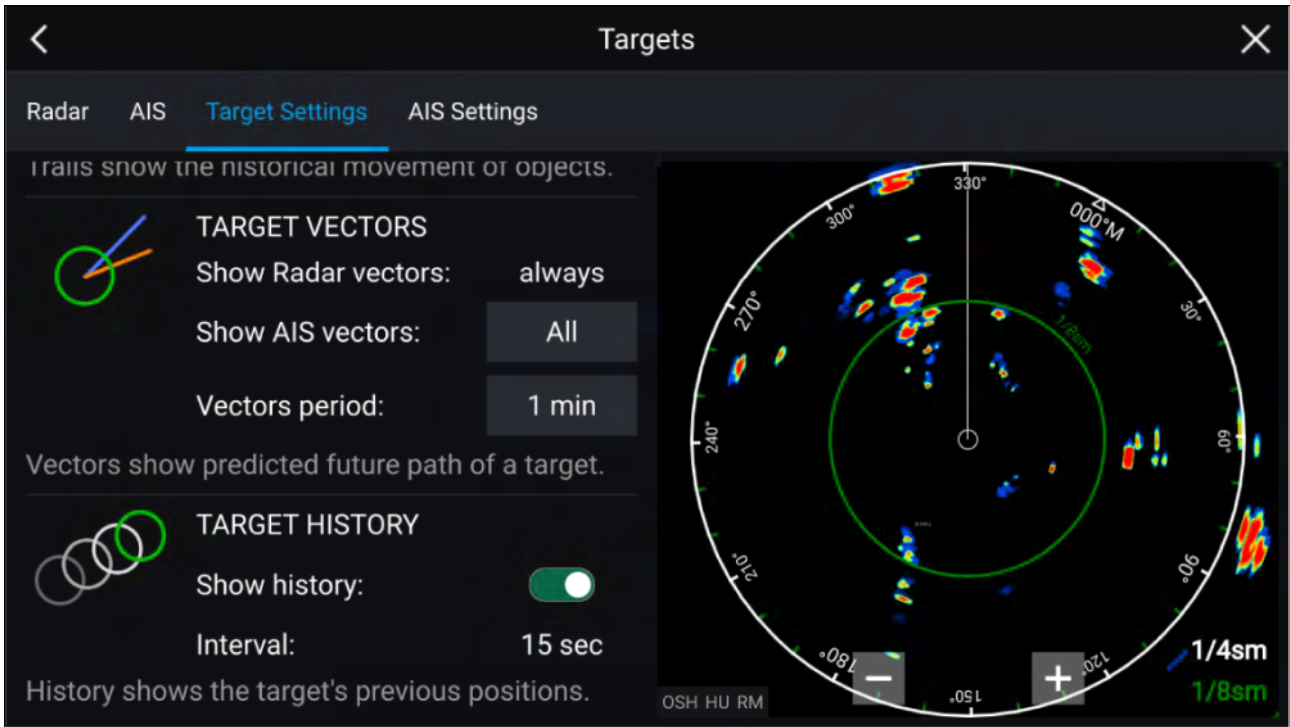 Targets
Radar AIS Target Settings AIS Settings
Trails show the historical movement of objects.
TARGET VECTORS
Show Radar vectors: always
Show AIS vectors: All
Vectors period: 1 min
Vectors show predicted future path of a target.
TARGET HISTORY
Show history:
Interval: 15 sec
History shows the target's previous positions.
330°
300°
000°M
270°
30°
1/8sm
240°
60°
210°
90°
180°
120°
150°
−
+
1/4sm
1/8sm
OSH HU RM